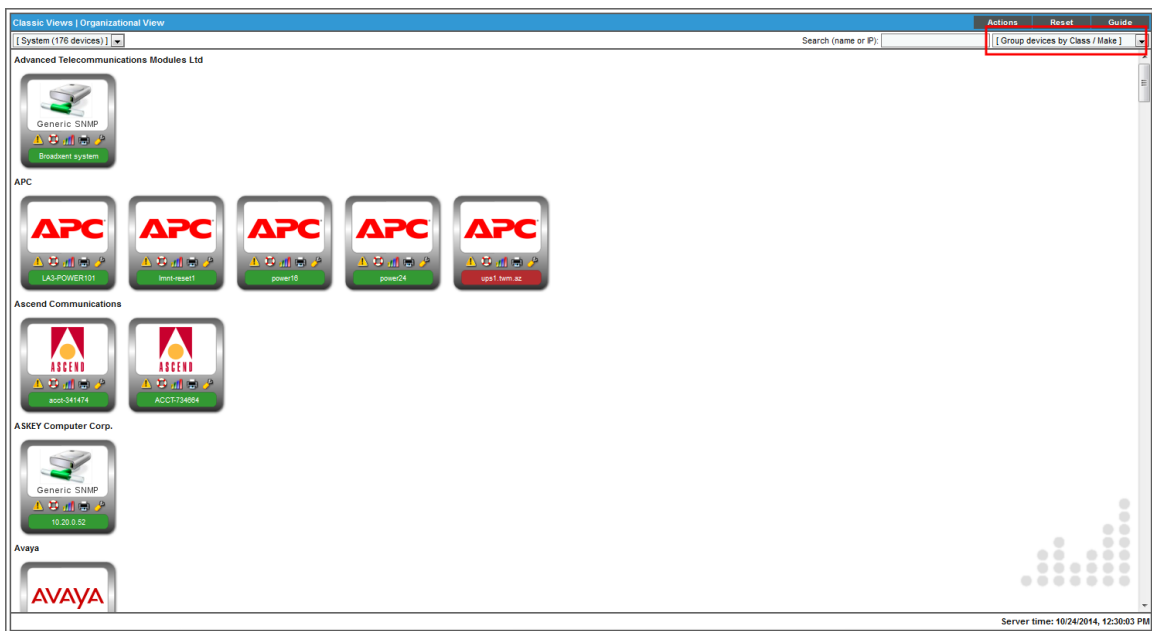 Classic Views | Organizational View
Actions Reset Guide
[ System (176 devices) ]
Search (name or IP):
[ Group devices by Class / Make ]
Advanced Telecommunications Modules Ltd
Generic SNMP
Broadxent system
APC
APC APC APC APC APC
LA3-POWER101 lmnt-reset1 power16 power24 ups1.twm.az
Ascend Communications
ASCEND ASCEND
acct-341474 ACCT-734664
ASKEY Computer Corp.
Generic SNMP
10.20.0.52
Avaya
AVAYA
Server time: 10/24/2014, 12:30:03 PM